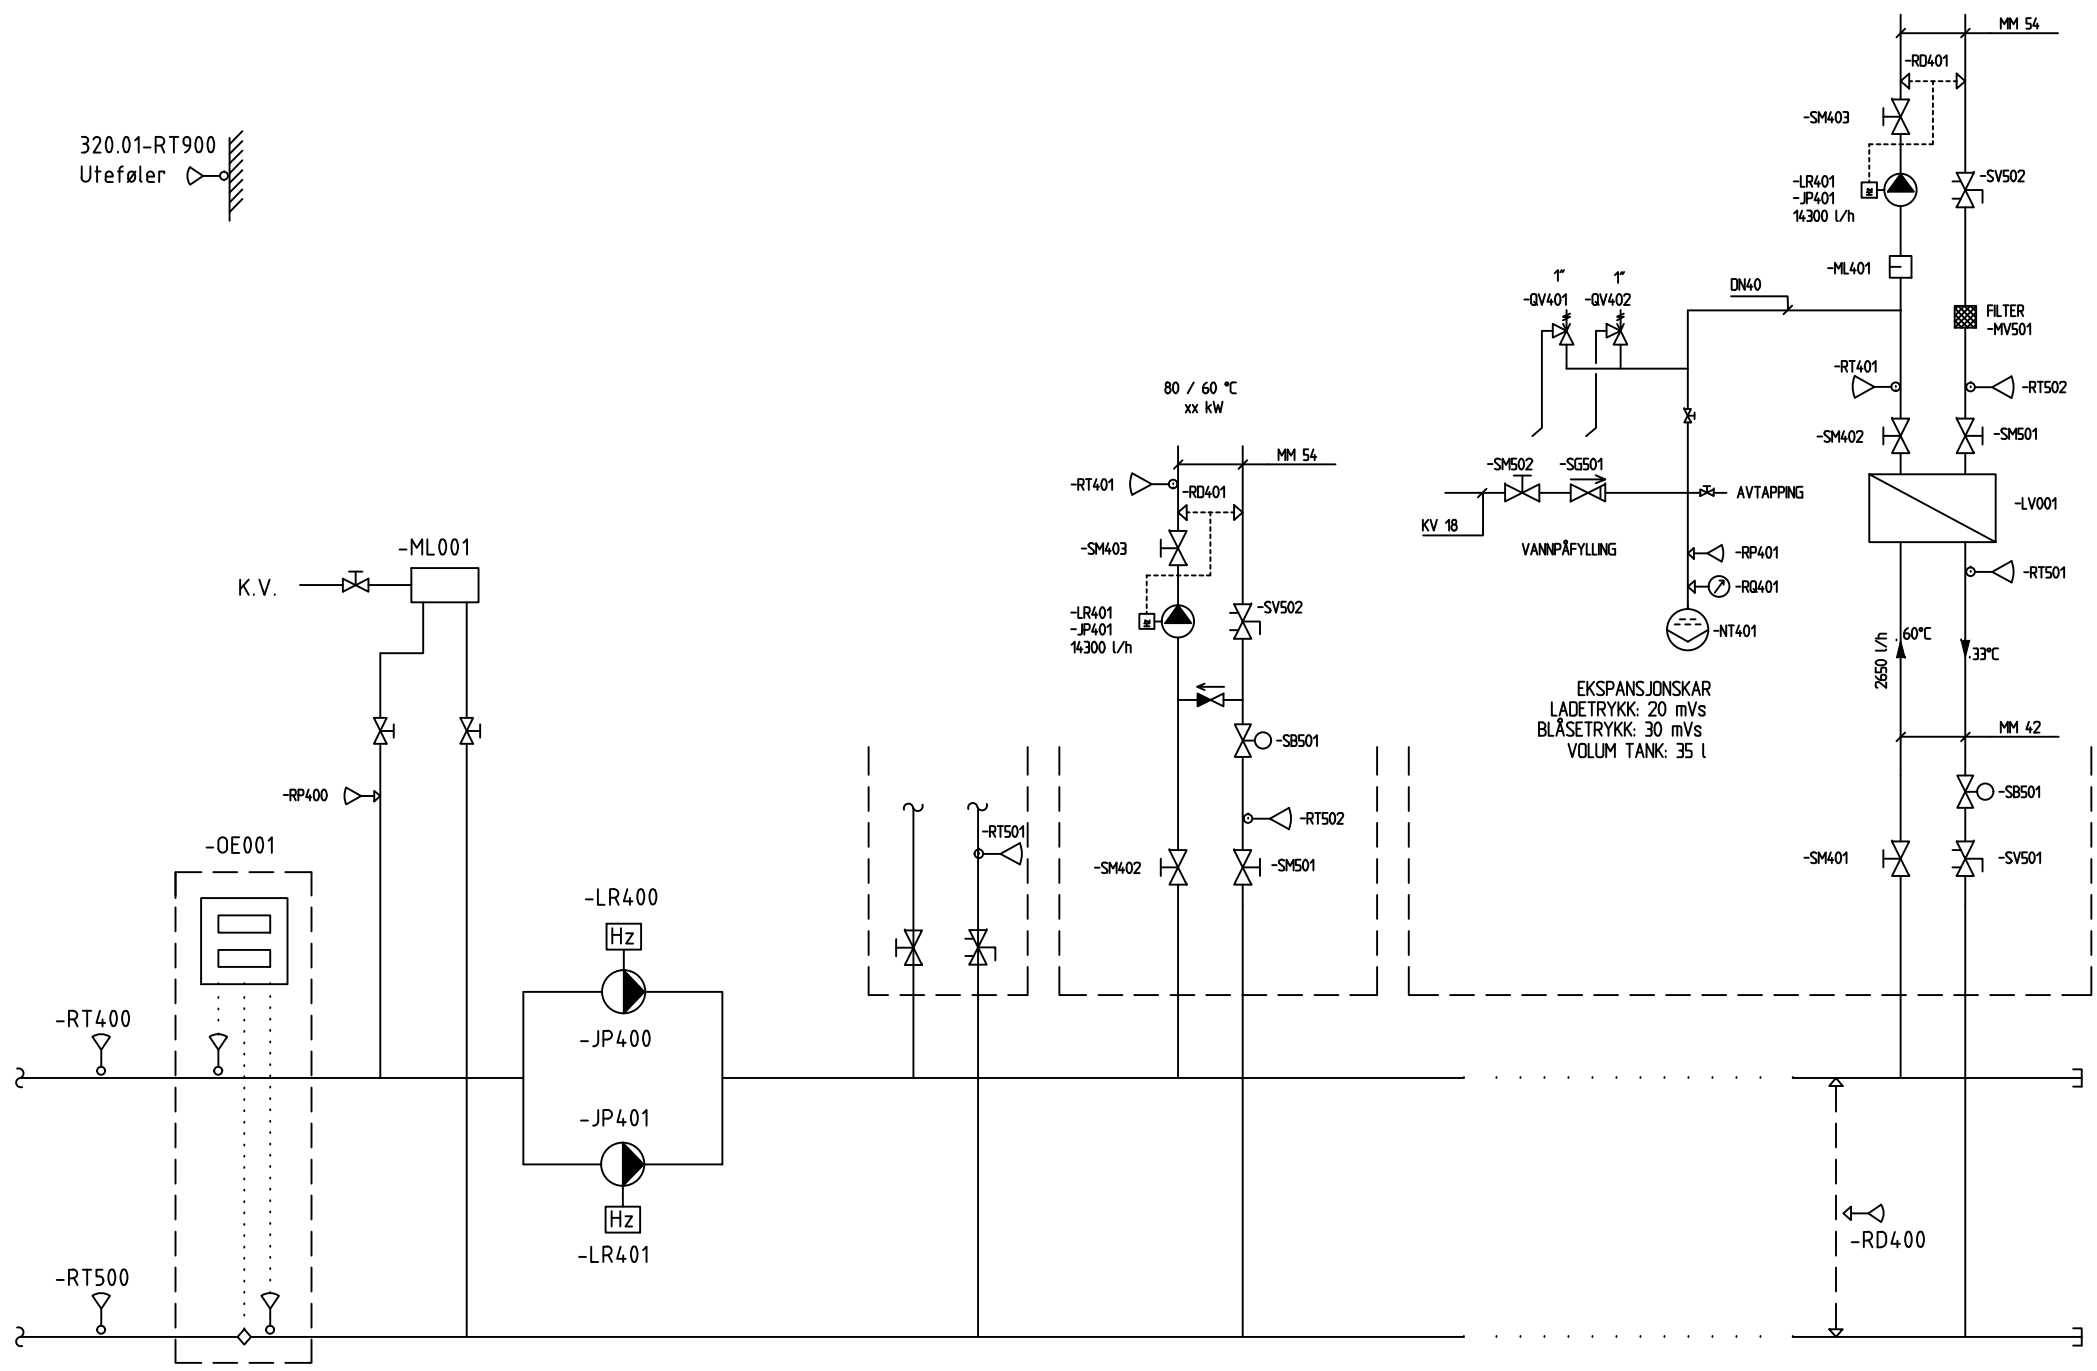 MM 54
-RD401
-SM403
320.01-RT900
Uteføler
-LR401
-JP401
14300 l/h
-SV502
-ML401
1"
1"
-QV401
-QV402
DN40
FILTER
-MV501
-RT401
-RT502
80 / 60 °C
xx kW
-SM402
-SM501
MM 54
-SM502
-SG501
-RT401
-RD401
AVTAPPING
-LV001
KV 18
-ML001
-SM403
VANNPÅFYLLING
-RP401
-RT501
K.V.
-RQ401
-LR401
-JP401
14300 l/h
-SV502
-NT401
2650 l/h
60°C
33°C
EKSPANSJONSKAR
LADETRYKK: 20 mVs
BLÅSETRYKK: 30 mVs
VOLUM TANK: 35 l
-SB501
MM 42
-RP400
-SB501
-RT502
-OE001
-RT501
-SM402
-SM501
-SM401
-SV501
-LR400
Hz
-RT400
-JP400
-JP401
Hz
-LR401
-RD400
-RT500